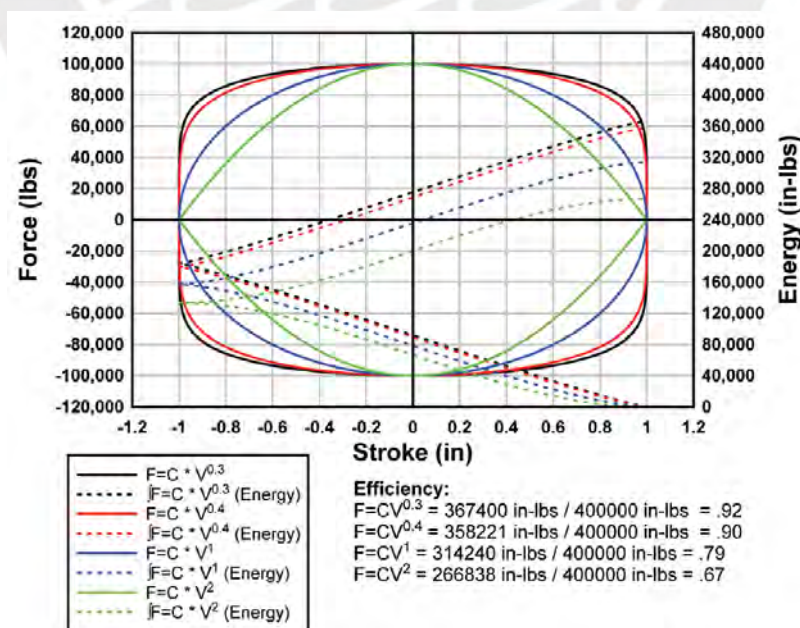 120,000
100,000
80,000
60,000
40,000
20,000
0
-20,000
-40,000
-60,000
-80,000
-100,000
-120,000
Force (lbs)
480,000
440,000
400,000
360,000
320,000
280,000
240,000
200,000
160,000
120,000
80,000
40,000
0
Energy (in-lbs)
-1.2 -1 -0.8 -0.6 -0.4 -0.2 0 0.2 0.4 0.6 0.8 1 1.2
Stroke (in)
F=C * V^0.3
∫F=C * V^0.3 (Energy)
F=C * V^0.4
∫F=C * V^0.4 (Energy)
F=C * V^1
∫F=C * V^1 (Energy)
F=C * V^2
∫F=C * V^2 (Energy)
Efficiency:
F=CV^0.3 = 367400 in-lbs / 400000 in-lbs = .92
F=CV^0.4 = 358221 in-lbs / 400000 in-lbs = .90
F=CV^1 = 314240 in-lbs / 400000 in-lbs = .79
F=CV^2 = 266838 in-lbs / 400000 in-lbs = .67